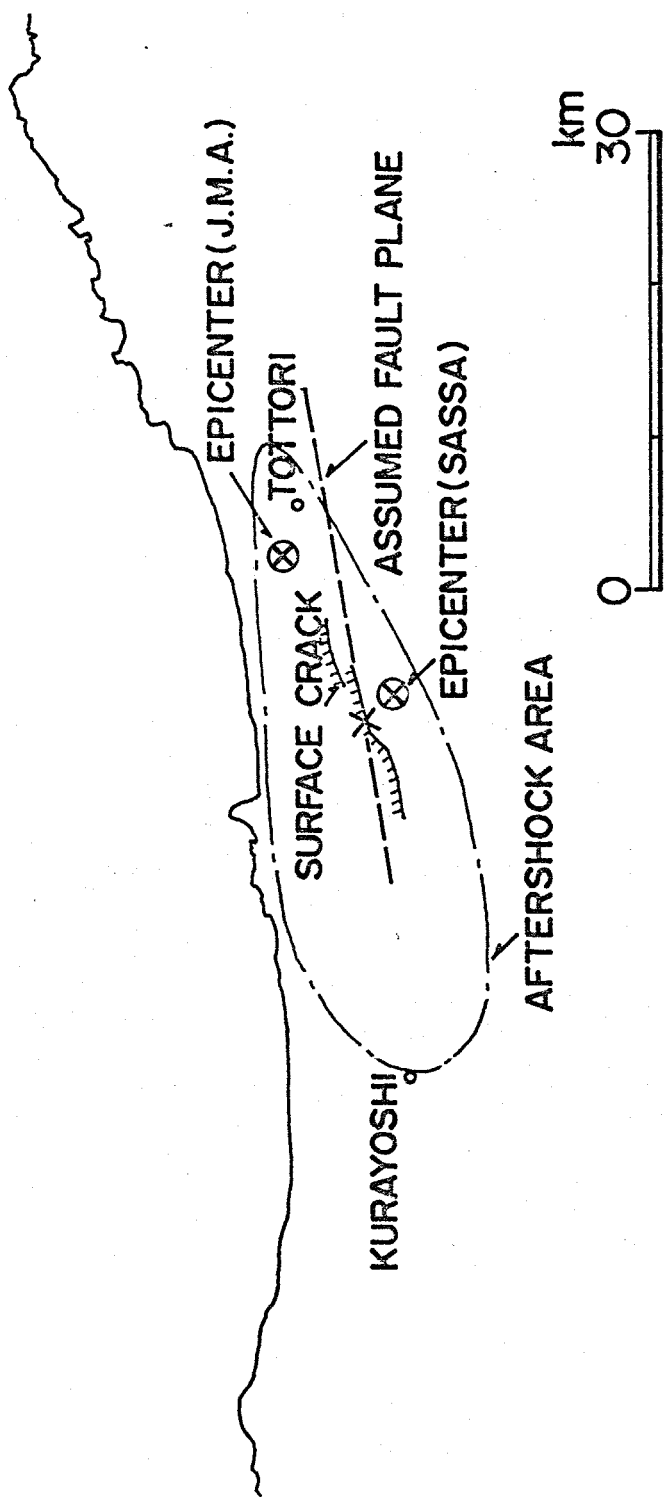 EPICENTER(J.M.A.)
TOTTORI
SURFACE CRACK
ASSUMED FAULT PLANE
EPICENTER(SASSA)
KURAYOSHI
AFTERSHOCK AREA
km
0 30